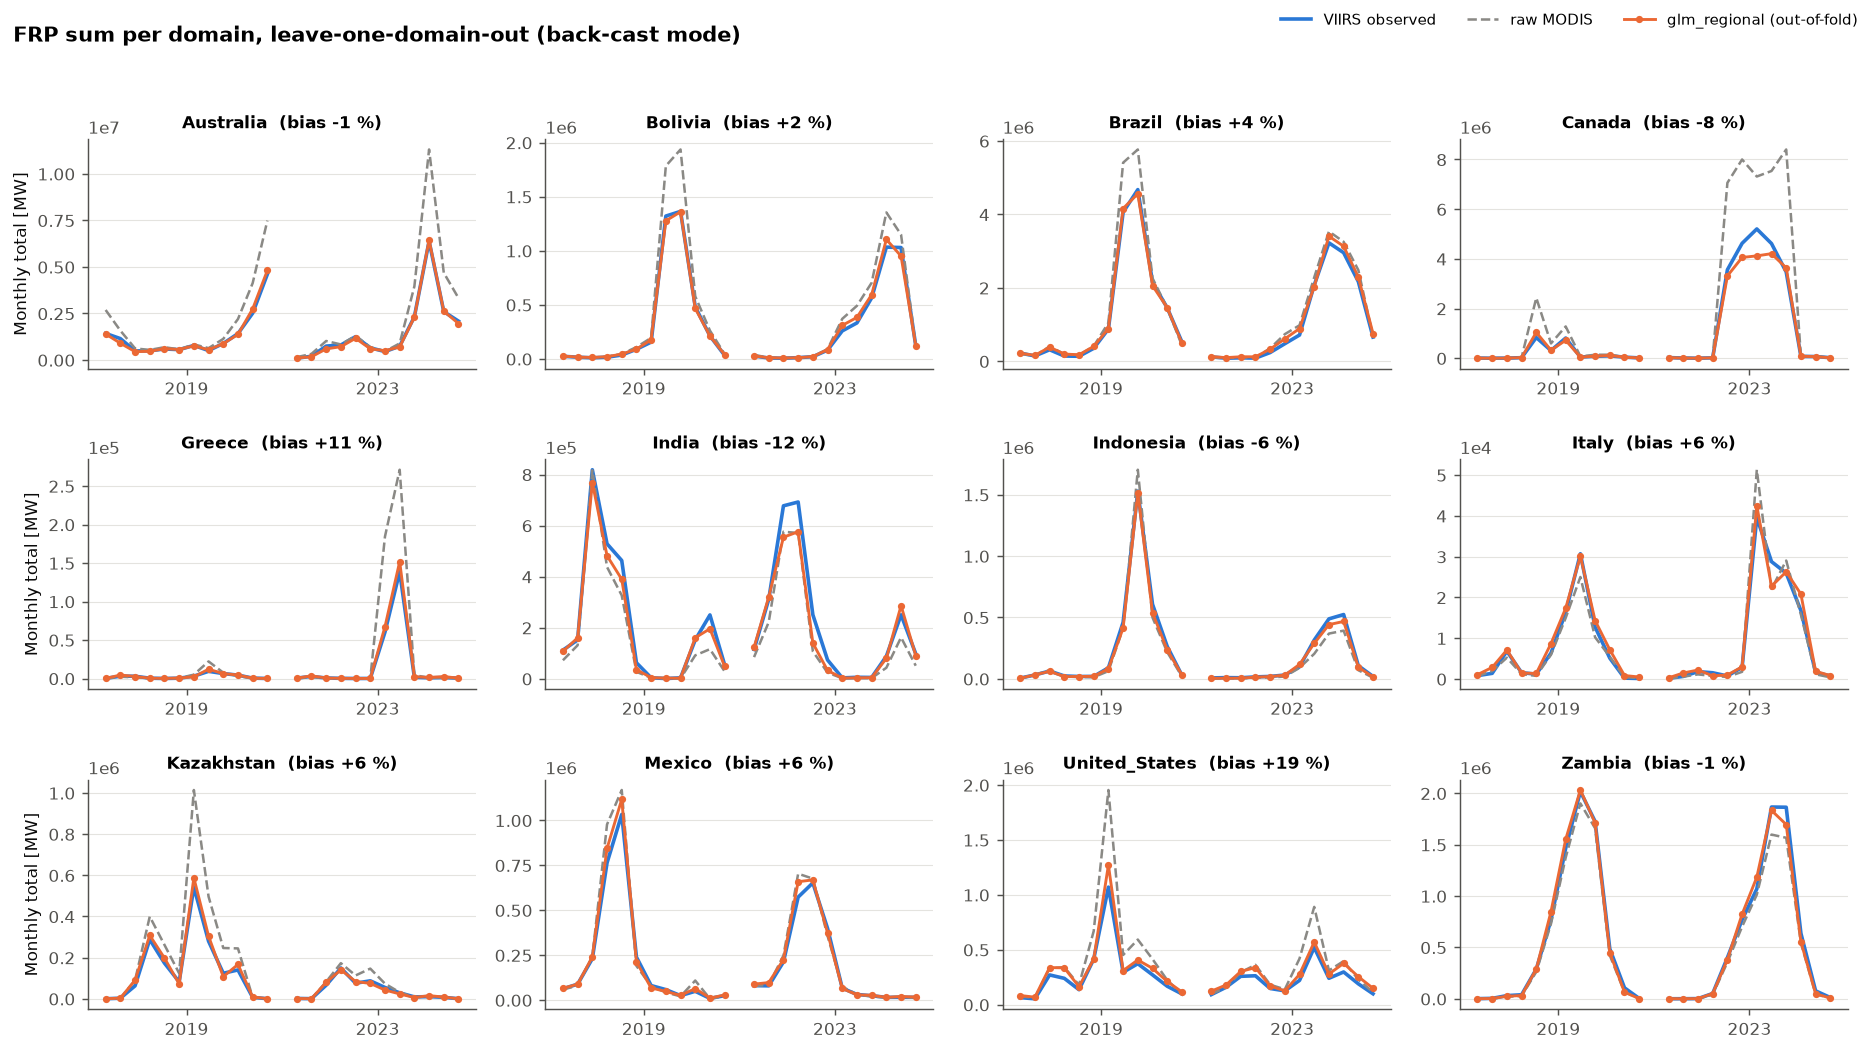 FRP sum per domain, leave-one-domain-out (back-cast mode)
VIIRS observed
raw MODIS
glm_regional (out-of-fold)
Australia (bias -1 %)
1e7
Monthly total [MW]
1.00
0.75
0.50
0.25
0.00
2019
2023
Bolivia (bias +2 %)
1e6
2.0
1.5
1.0
0.5
0.0
2019
2023
Brazil (bias +4 %)
1e6
6
4
2
0
2019
2023
Canada (bias -8 %)
1e6
8
6
4
2
0
2019
2023
Greece (bias +11 %)
1e5
Monthly total [MW]
2.5
2.0
1.5
1.0
0.5
0.0
2019
2023
India (bias -12 %)
1e5
8
6
4
2
0
2019
2023
Indonesia (bias -6 %)
1e6
1.5
1.0
0.5
0.0
2019
2023
Italy (bias +6 %)
1e4
5
4
3
2
1
0
2019
2023
Kazakhstan (bias +6 %)
1e6
Monthly total [MW]
1.0
0.8
0.6
0.4
0.2
0.0
2019
2023
Mexico (bias +6 %)
1e6
1.00
0.75
0.50
0.25
0.00
2019
2023
United_States (bias +19 %)
1e6
2.0
1.5
1.0
0.5
0.0
2019
2023
Zambia (bias -1 %)
1e6
2.0
1.5
1.0
0.5
0.0
2019
2023